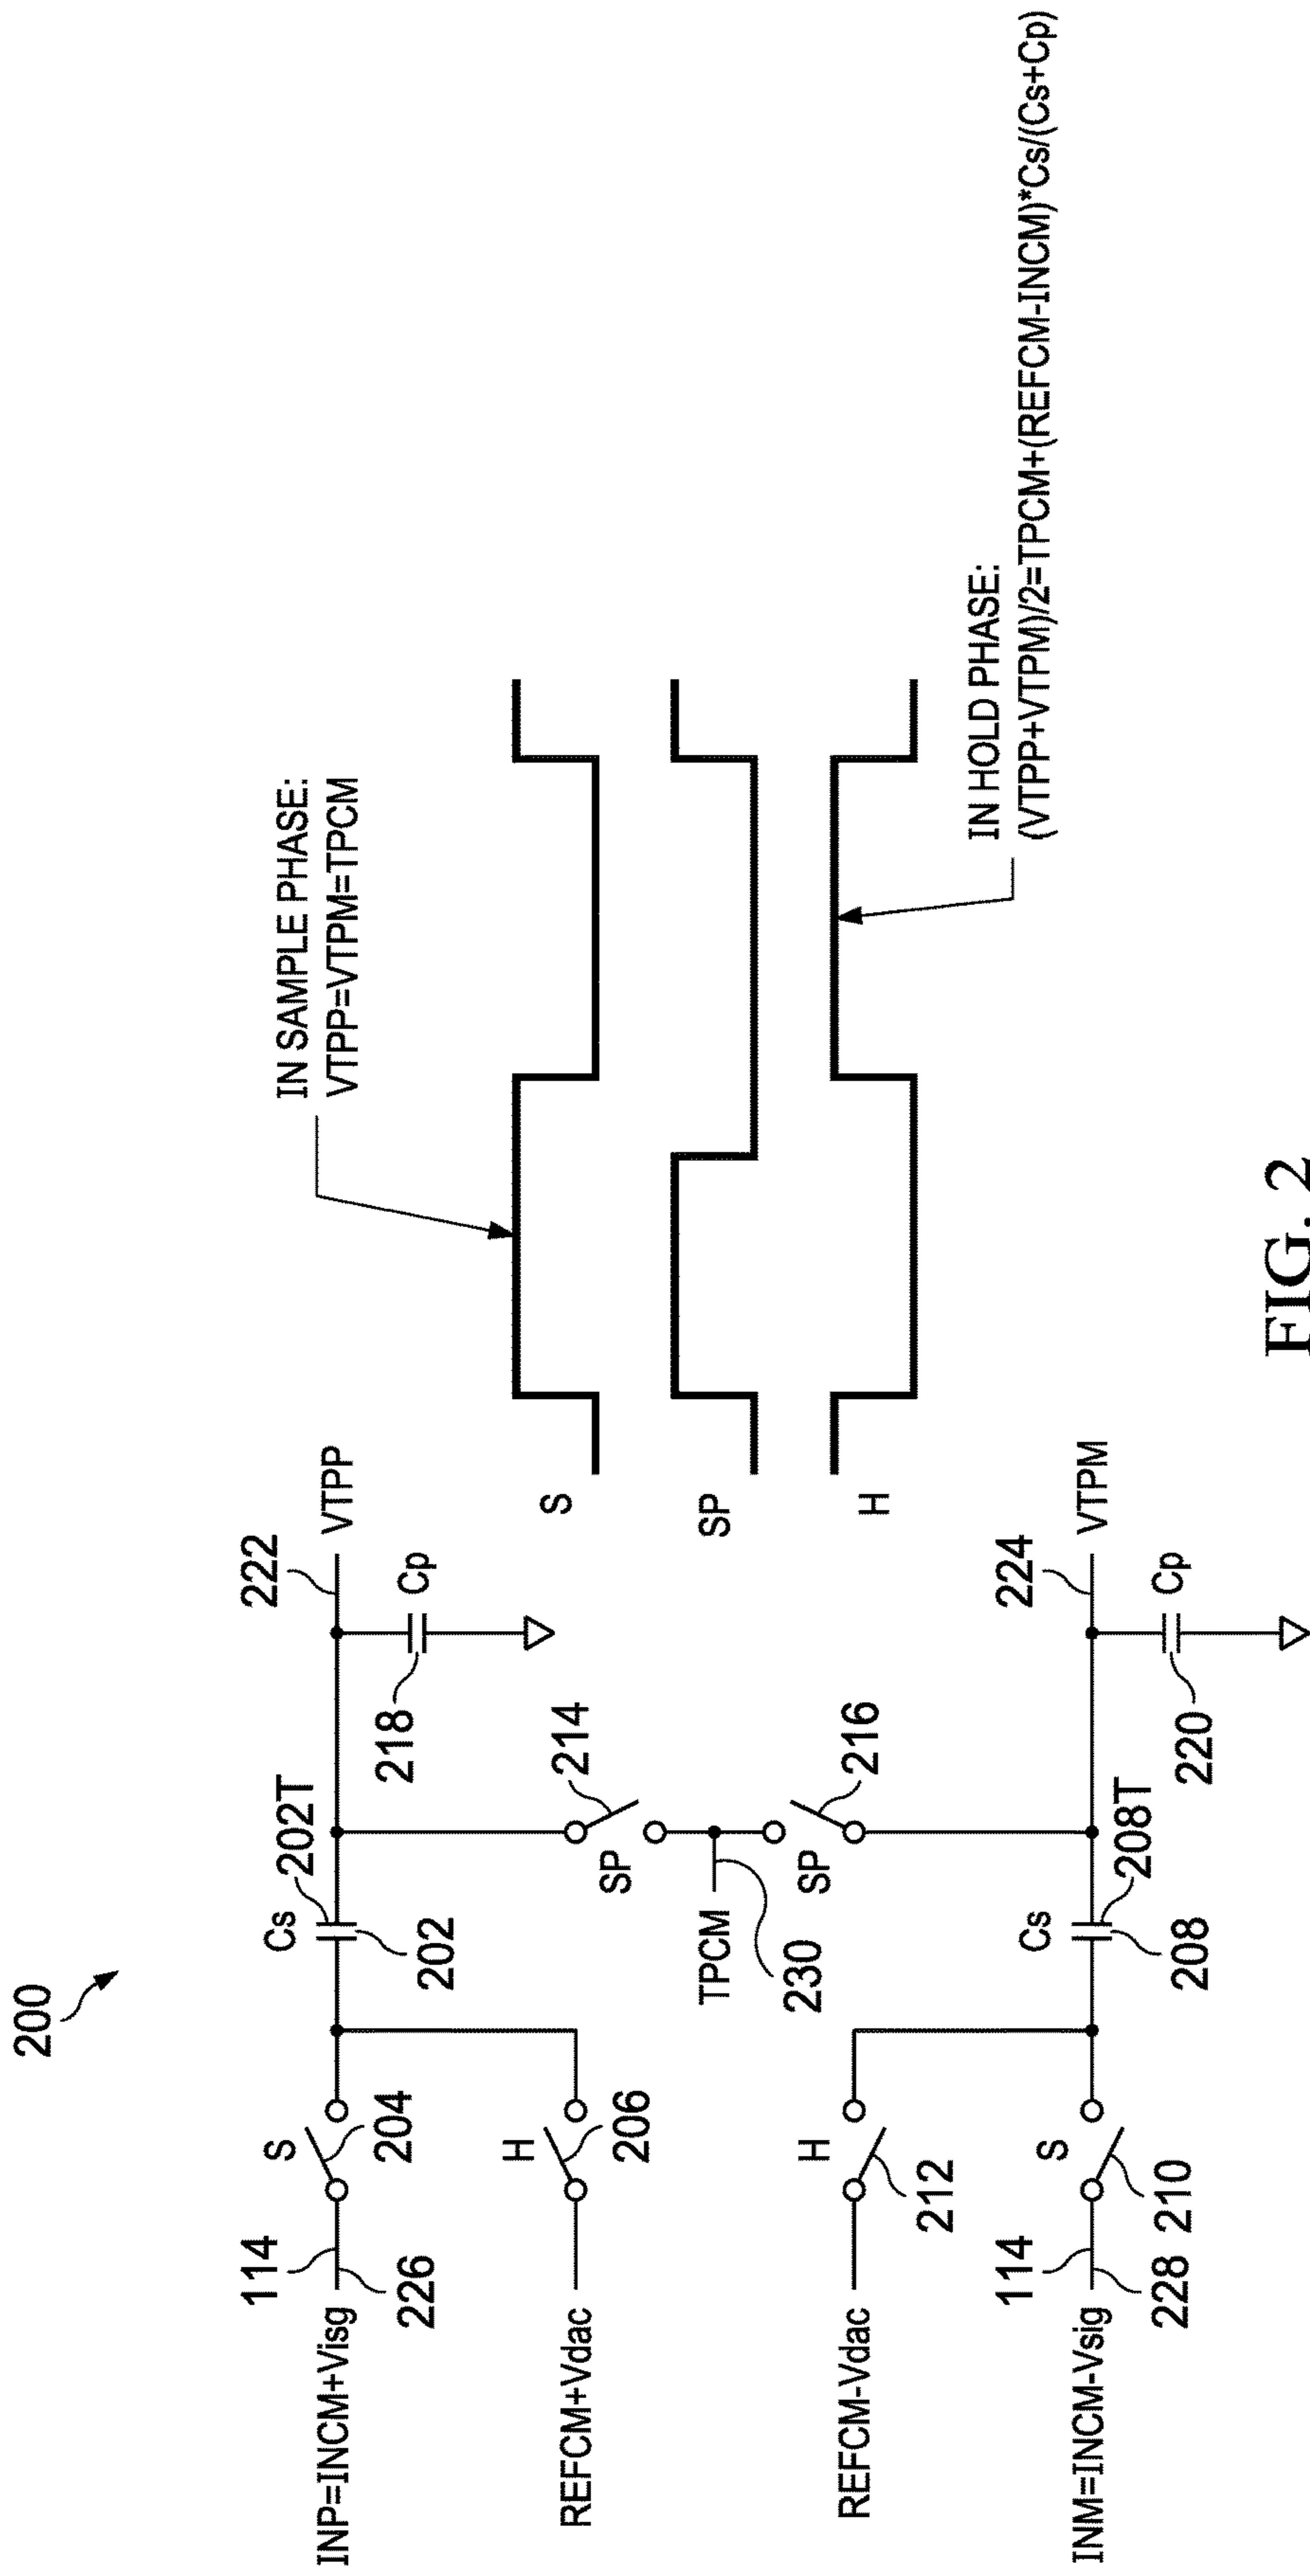 200
INP=INCM+Visg
114
226
S
204
Cs
202T
202
222
VTPP
218
Cp
REFCM+Vdac
H
206
SP
214
TPCM
230
SP
216
REFCM-Vdac
H
212
INM=INCM-Vsig
114
228
S
210
Cs
208T
208
224
VTPM
220
Cp
IN SAMPLE PHASE:
VTPP=VTPM=TPCM
S
SP
H
IN HOLD PHASE:
(VTPP+VTPM)/2=TPCM+(REFCM-INCM)*Cs/(Cs+Cp)
FIG. 2